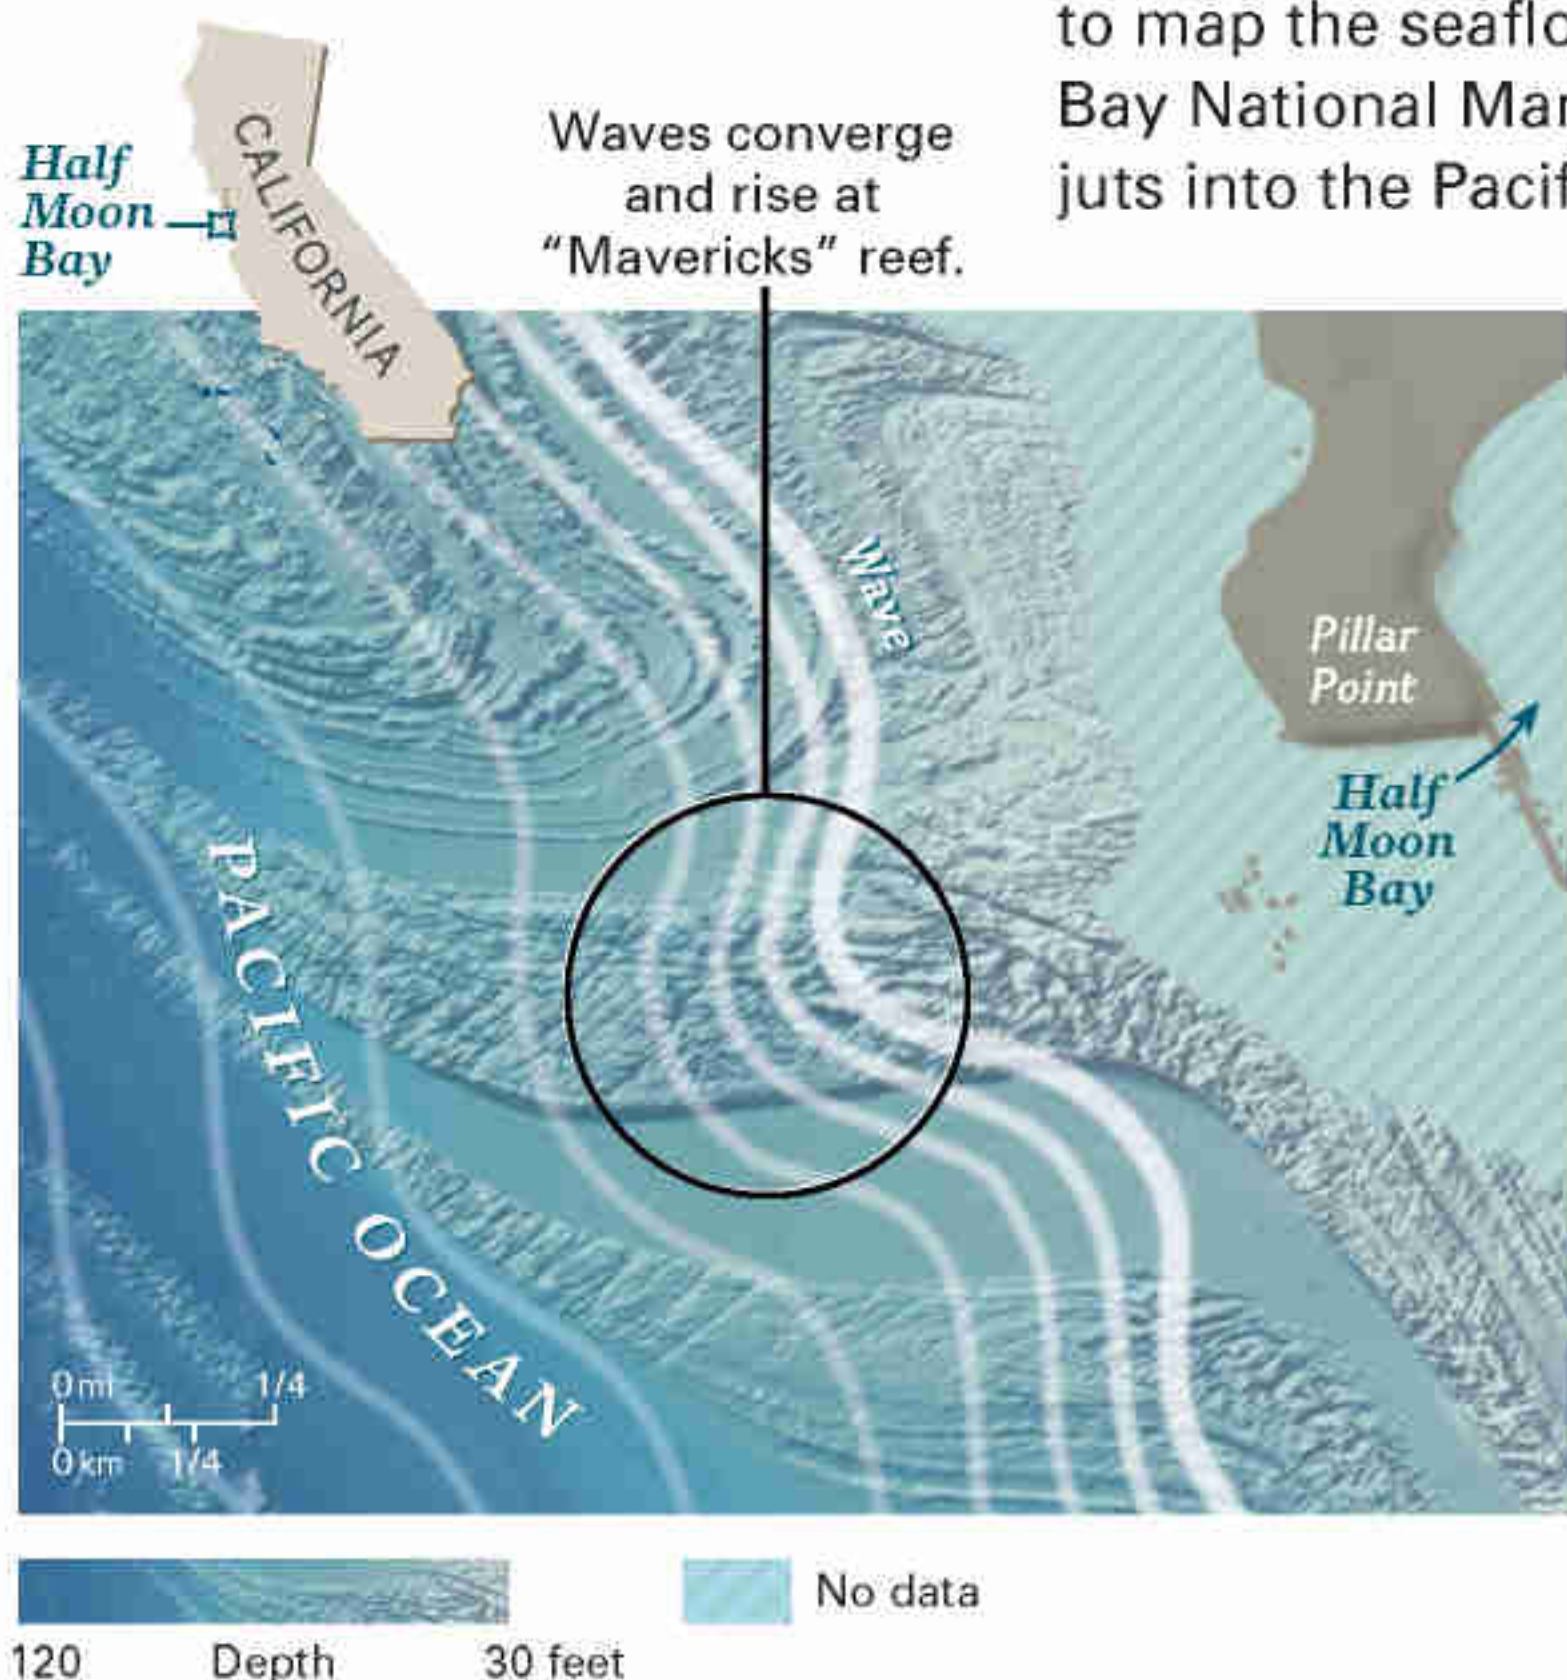 to map the seaflo
Bay National Mar
juts into the Pacif
Waves converge
and rise at
“Mavericks” reef.
CALIFORNIA
Half
Moon
Bay
Wave
Pillar
Point
Half
Moon
Bay
PACIFIC OCEAN
0 mi 1/4
0 km 1/4
No data
120 Depth 30 feet